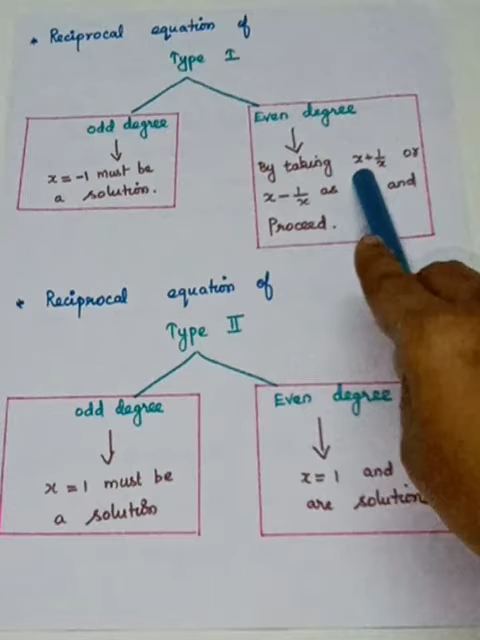 * Reciprocal equation of
Type I
odd degree
x = -1 must be
a solution.
Even degree
By taking x + 1/x or
x - 1/x as and
Proceed.
* Reciprocal equation of
Type II
odd degree
x = 1 must be
a solution
Even degree
x = 1 and
are solution